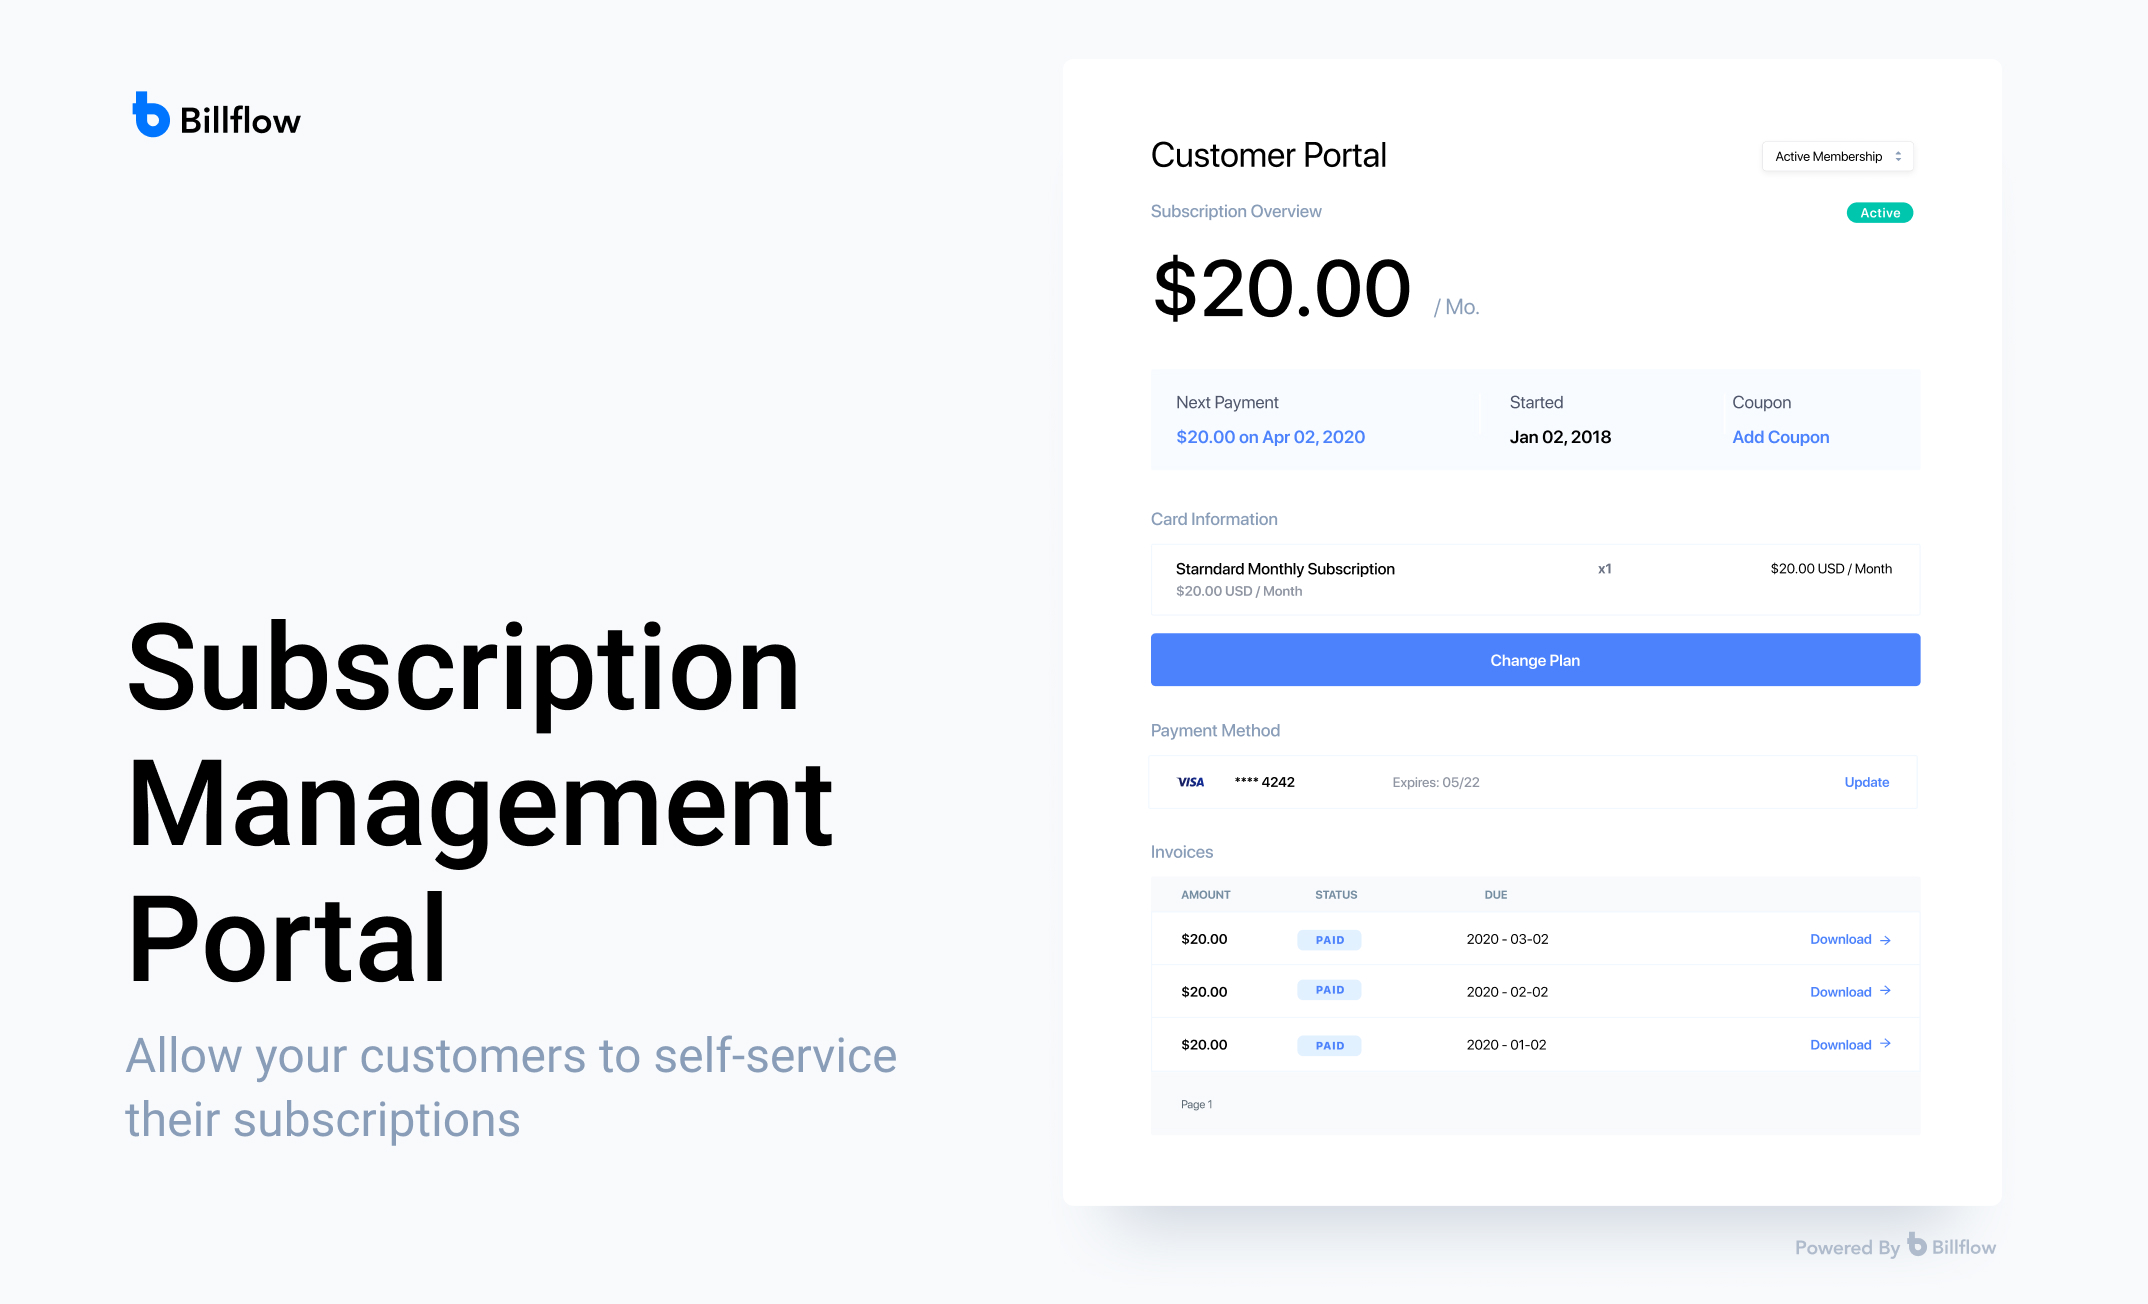 Billflow
Subscription
Management
Portal
Allow your customers to self-service
their subscriptions
Customer Portal
Active Membership
Subscription Overview
Active
$20.00 / Mo.
Next Payment Started Coupon
$20.00 on Apr 02, 2020 Jan 02, 2018 Add Coupon
Card Information
Starndard Monthly Subscription x1 $20.00 USD / Month
$20.00 USD / Month
Change Plan
Payment Method
VISA **** 4242 Expires: 05/22 Update
Invoices
AMOUNT STATUS DUE
$20.00 PAID 2020 - 03-02 Download →
$20.00 PAID 2020 - 02-02 Download →
$20.00 PAID 2020 - 01-02 Download →
Page 1
Powered By Billflow